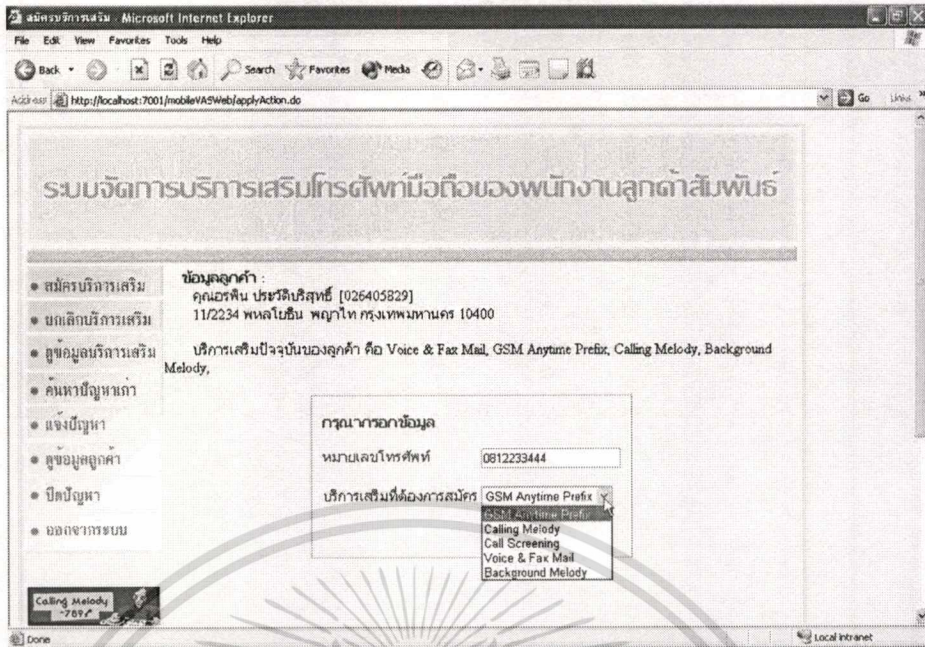 สมัครบริการเสริม - Microsoft Internet Explorer
File Edit View Favorites Tools Help
Back Search Favorites Media
Address http://localhost:7001/mobileVASWeb/applyAction.do Go Links
ระบบจัดการบริการเสริมโทรศัพท์มือถือของพนักงานลูกค้าสัมพันธ์
สมัครบริการเสริม
ยกเลิกบริการเสริม
ดูข้อมูลบริการเสริม
ค้นหาปัญหาเก่า
แจ้งปัญหา
ดูข้อมูลลูกค้า
ปิดปัญหา
ออกจากระบบ
Calling Melody
ข้อมูลลูกค้า :
คุณอรพิน ประวัติบริสุทธิ์ [026405829]
11/2234 พหลโยธิน พญาไท กรุงเทพมหานคร 10400
บริการเสริมปัจจุบันของลูกค้า คือ Voice & Fax Mail, GSM Anytime Prefix, Calling Melody, Background
Melody,
กรุณากรอกข้อมูล
หมายเลขโทรศัพท์ 0812233444
บริการเสริมที่ต้องการสมัคร GSM Anytime Prefix
GSM Anytime Prefix
Calling Melody
Call Screening
Voice & Fax Mail
Background Melody
Done Local intranet